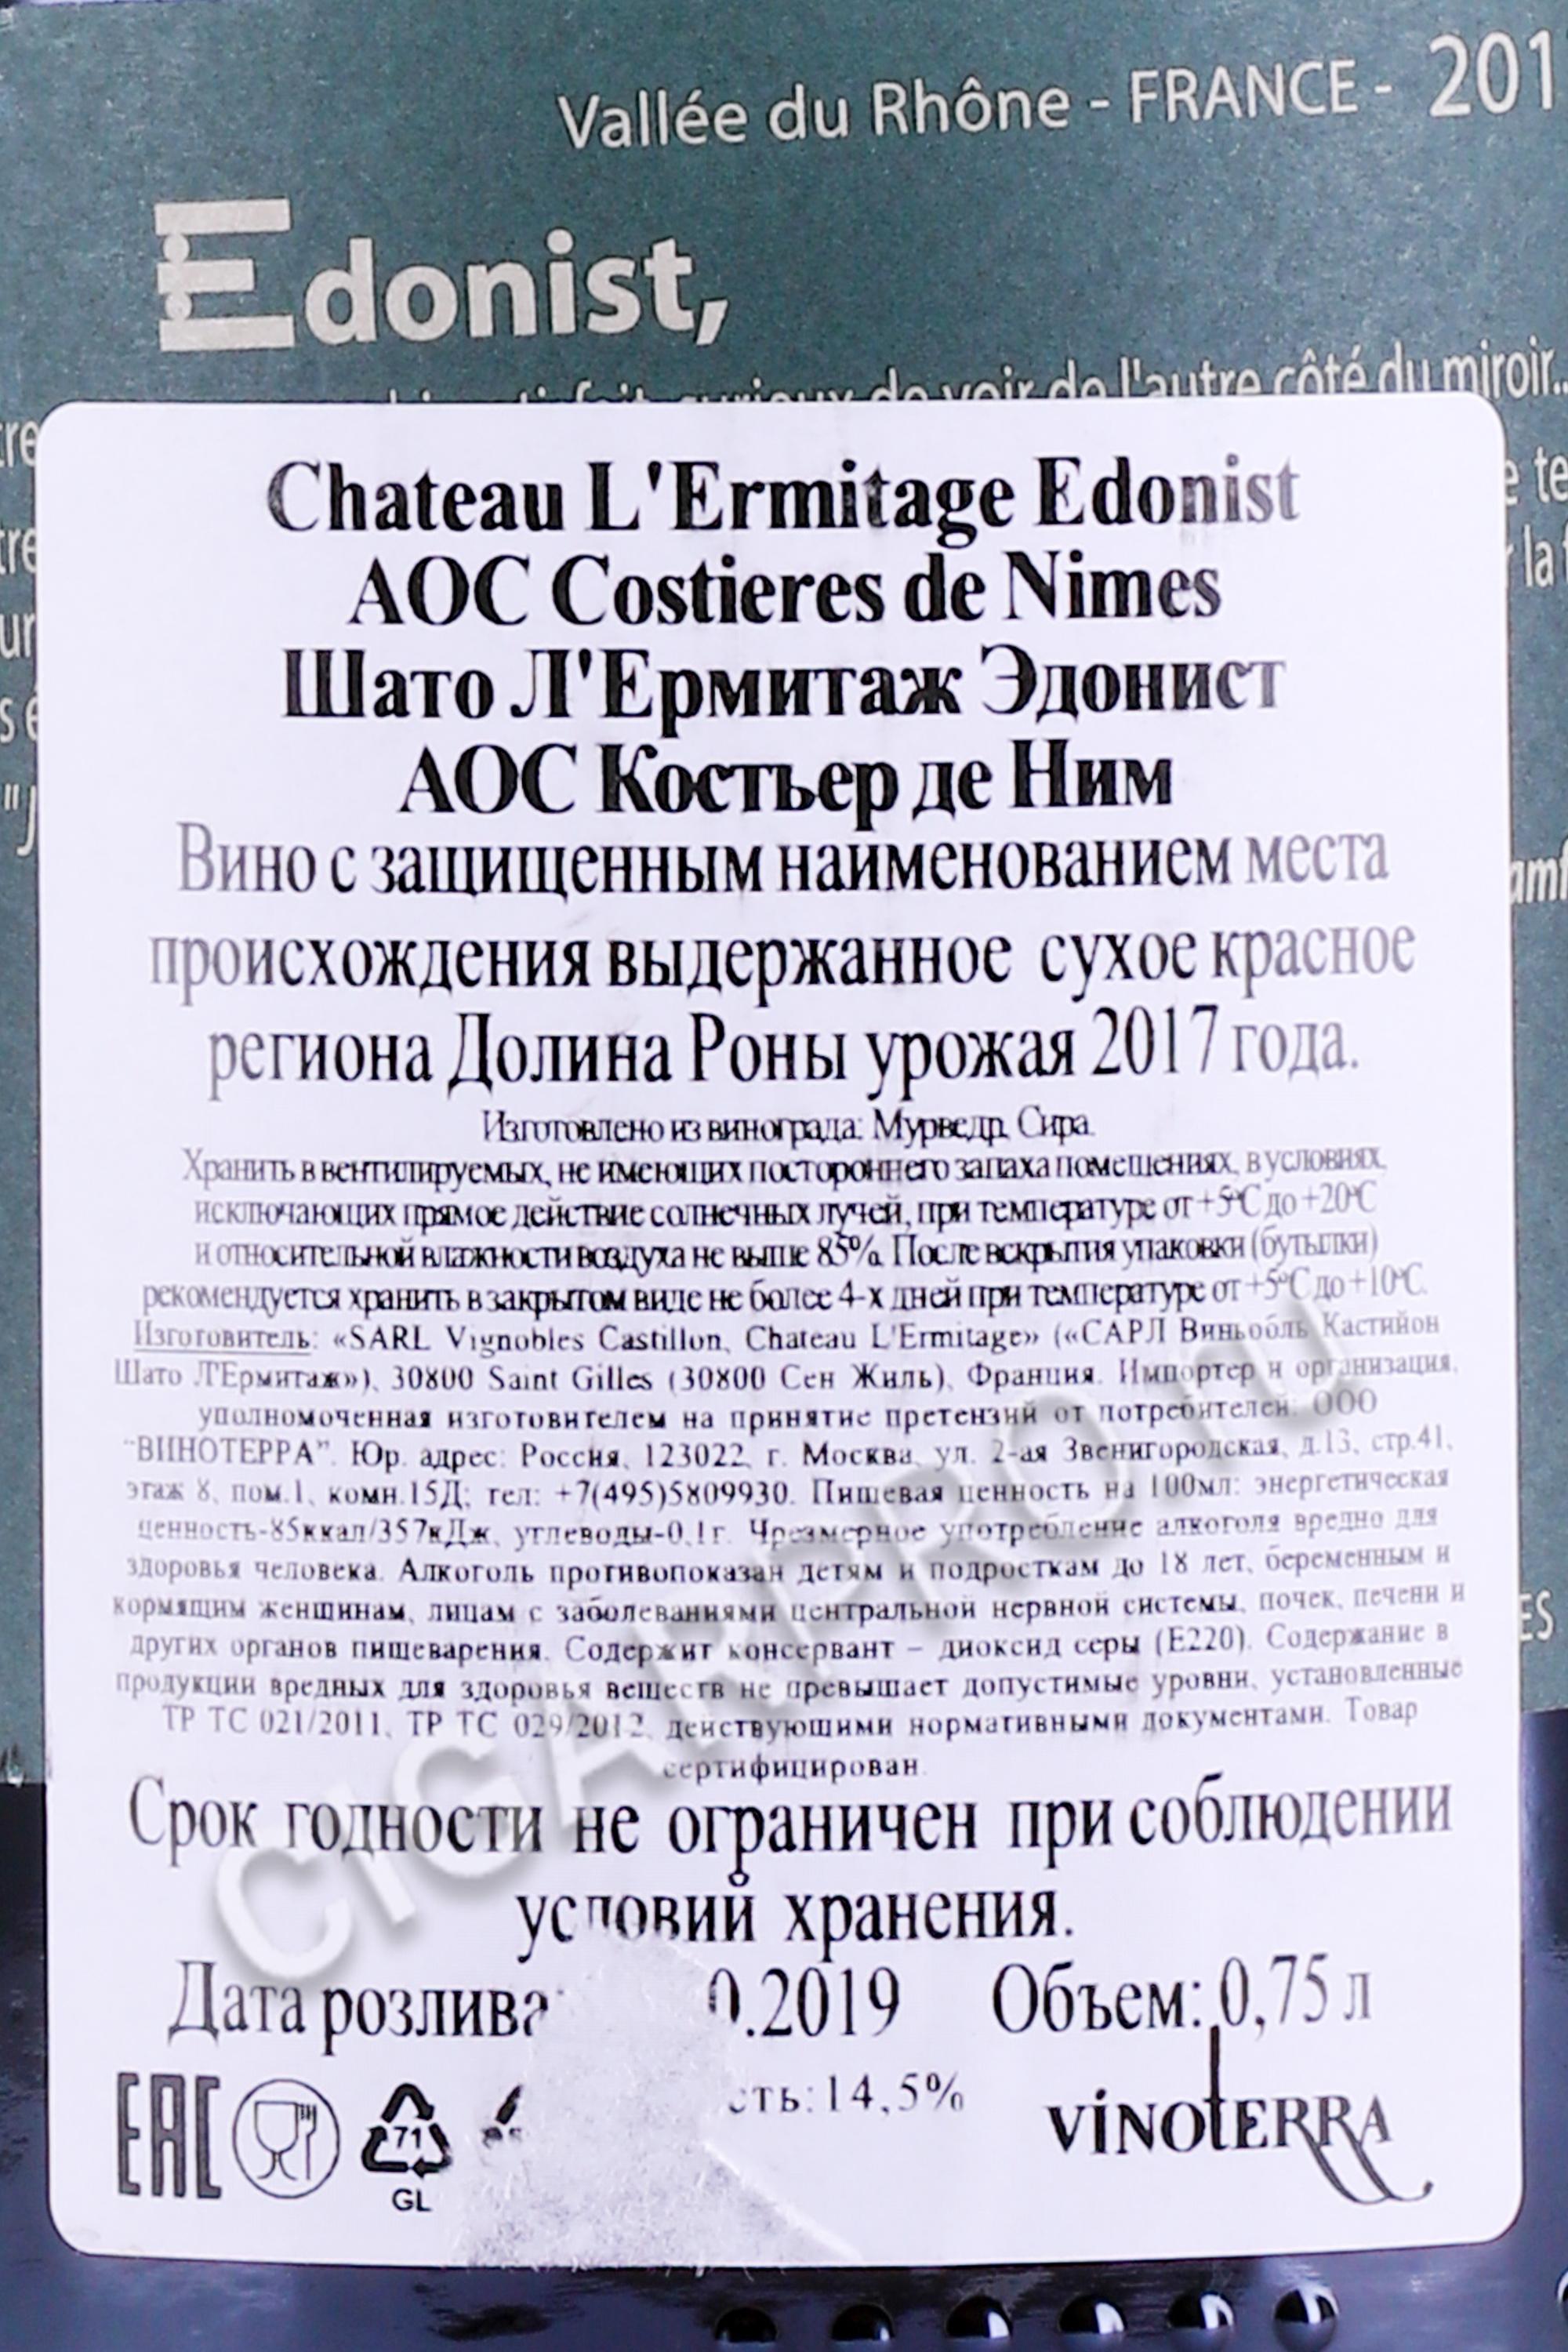 Vallée du Rhône - FRANCE - 201
Edonist,
de voir de l'autre côté du miroir..
Chateau L'Ermitage Edonist
AOC Costieres de Nimes
Шато Л'Ермитаж Эдонист
АОС Костьер де Ним
Вино с защищенным наименованием места
происхождения выдержанное сухое красное
региона Долина Роны урожая 2017 года.
Изготовлено из винограда: Мурведр, Сира.
Хранить в вентилируемых, не имеющих постороннего запаха помещениях, в условиях,
исключающих прямое действие солнечных лучей, при температуре от +5°С до +20°С
и относительной влажности воздуха не выше 85%. После вскрытия упаковки (бутылки)
рекомендуется хранить в закрытом виде не более 4-х дней при температуре от +5°С до +10°С.
Изготовитель: «SARL Vignobles Castillon, Chateau L'Ermitage» («САРЛ Виньобль Кастийон
Шато Л'Ермитаж»), 30800 Saint Gilles (30800 Сен Жиль), Франция. Импортер и организация,
уполномоченная изготовителем на принятие претензий от потребителей: ООО
"ВИНОТЕРРА". Юр. адрес: Россия, 123022, г. Москва, ул. 2-ая Звенигородская, д.13, стр.41,
этаж 8, пом.1, комн.15Д; тел: +7(495)5809930. Пищевая ценность на 100мл: энергетическая
ценность-85ккал/357кДж, углеводы-0,1г. Чрезмерное употребление алкоголя вредно для
здоровья человека. Алкоголь противопоказан детям и подросткам до 18 лет, беременным и
кормящим женщинам, лицам с заболеваниями центральной нервной системы, почек, печени и
других органов пищеварения. Содержит консервант – диоксид серы (Е220). Содержание в
продукции вредных для здоровья веществ не превышает допустимые уровни, установленные
ТР ТС 021/2011, ТР ТС 029/2012, действующими нормативными документами. Товар
сертифицирован.
Срок годности не ограничен при соблюдении
условий хранения.
Дата розлива: 0.2019 Объем: 0,75 л
EAC 71 сть:14,5% VINOTERRA
GL
CIGARPRO.ru